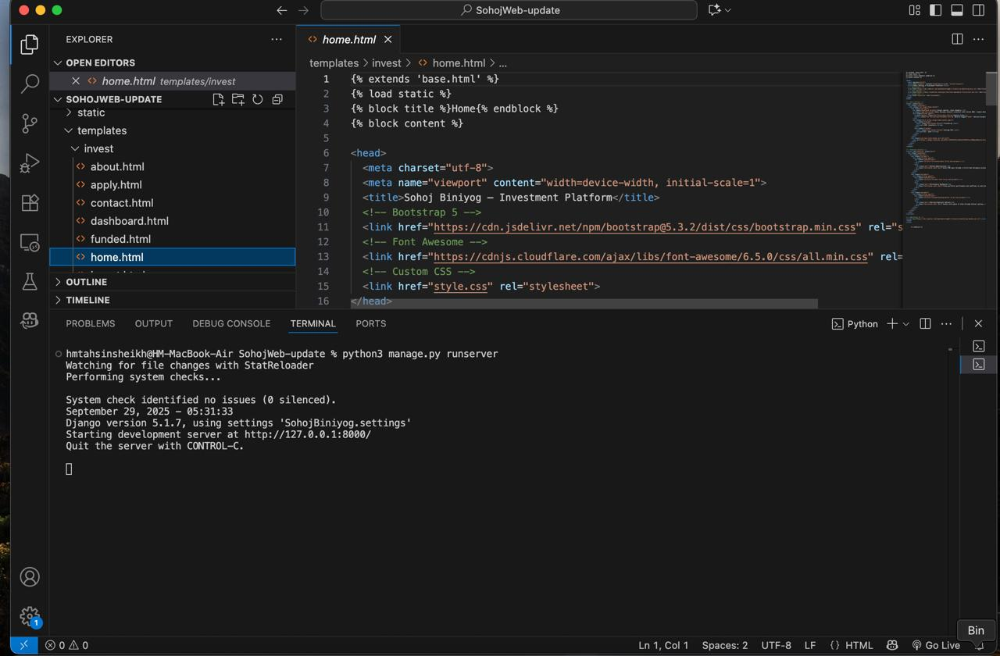 SohojWeb-update
EXPLORER
OPEN EDITORS
home.html templates/invest
SOHOJWEB-UPDATE
static
templates
invest
about.html
apply.html
contact.html
dashboard.html
funded.html
home.html
OUTLINE
TIMELINE
home.html
templates > invest > home.html > ...
1 {% extends 'base.html' %}
2 {% load static %}
3 {% block title %}Home{% endblock %}
4 {% block content %}
5
6 <head>
7 <meta charset="utf-8">
8 <meta name="viewport" content="width=device-width, initial-scale=1">
9 <title>Sohoj Biniyog – Investment Platform</title>
10 <!-- Bootstrap 5 -->
11 <link href="https://cdn.jsdelivr.net/npm/bootstrap@5.3.2/dist/css/bootstrap.min.css" rel="s
12 <!-- Font Awesome -->
13 <link href="https://cdnjs.cloudflare.com/ajax/libs/font-awesome/6.5.0/css/all.min.css" rel=
14 <!-- Custom CSS -->
15 <link href="style.css" rel="stylesheet">
16 </head>
PROBLEMS OUTPUT DEBUG CONSOLE TERMINAL PORTS
Python
hmtahsinsheikh@HM-MacBook-Air SohojWeb-update % python3 manage.py runserver
Watching for file changes with StatReloader
Performing system checks...
System check identified no issues (0 silenced).
September 29, 2025 - 05:31:33
Django version 5.1.7, using settings 'SohojBiniyog.settings'
Starting development server at http://127.0.0.1:8000/
Quit the server with CONTROL-C.
1
Bin
0 0
Ln 1, Col 1 Spaces: 2 UTF-8 LF {} HTML Go Live